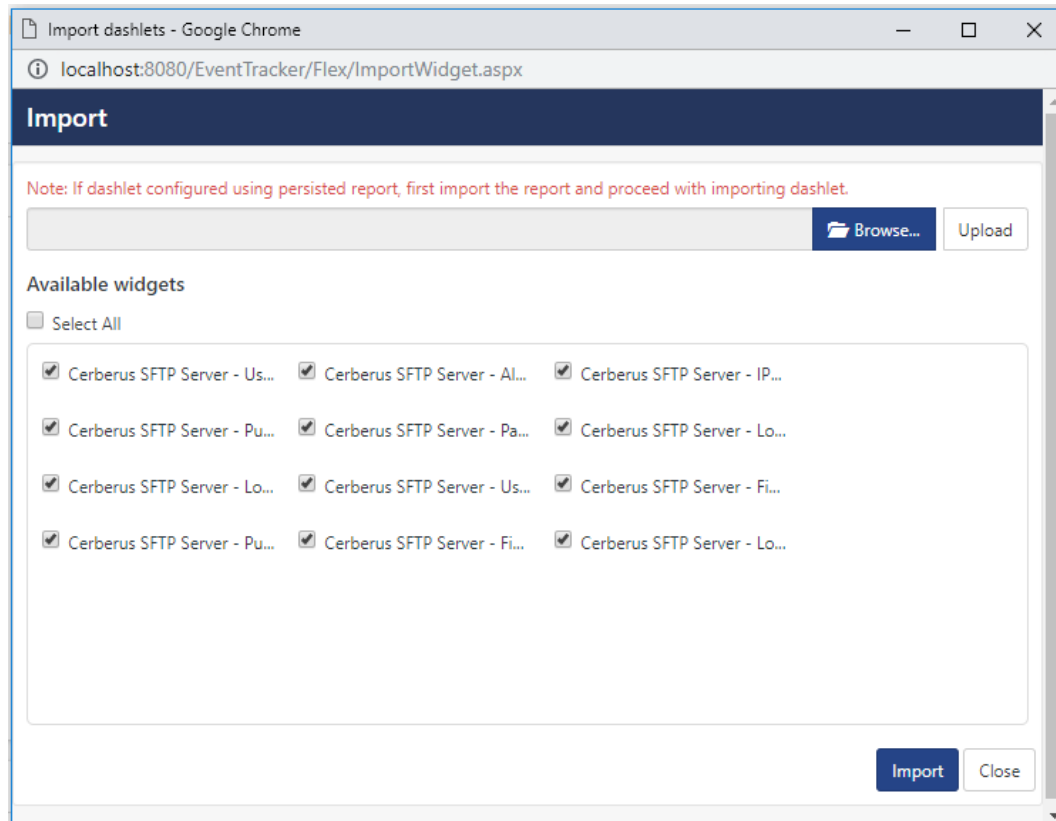 Import dashlets - Google Chrome
localhost:8080/EventTracker/Flex/ImportWidget.aspx
Import
Note: If dashlet configured using persisted report, first import the report and proceed with importing dashlet.
Browse... Upload
Available widgets
Select All
Cerberus SFTP Server - Us... Cerberus SFTP Server - Al... Cerberus SFTP Server - IP...
Cerberus SFTP Server - Pu... Cerberus SFTP Server - Pa... Cerberus SFTP Server - Lo...
Cerberus SFTP Server - Lo... Cerberus SFTP Server - Us... Cerberus SFTP Server - Fi...
Cerberus SFTP Server - Pu... Cerberus SFTP Server - Fi... Cerberus SFTP Server - Lo...
Import Close